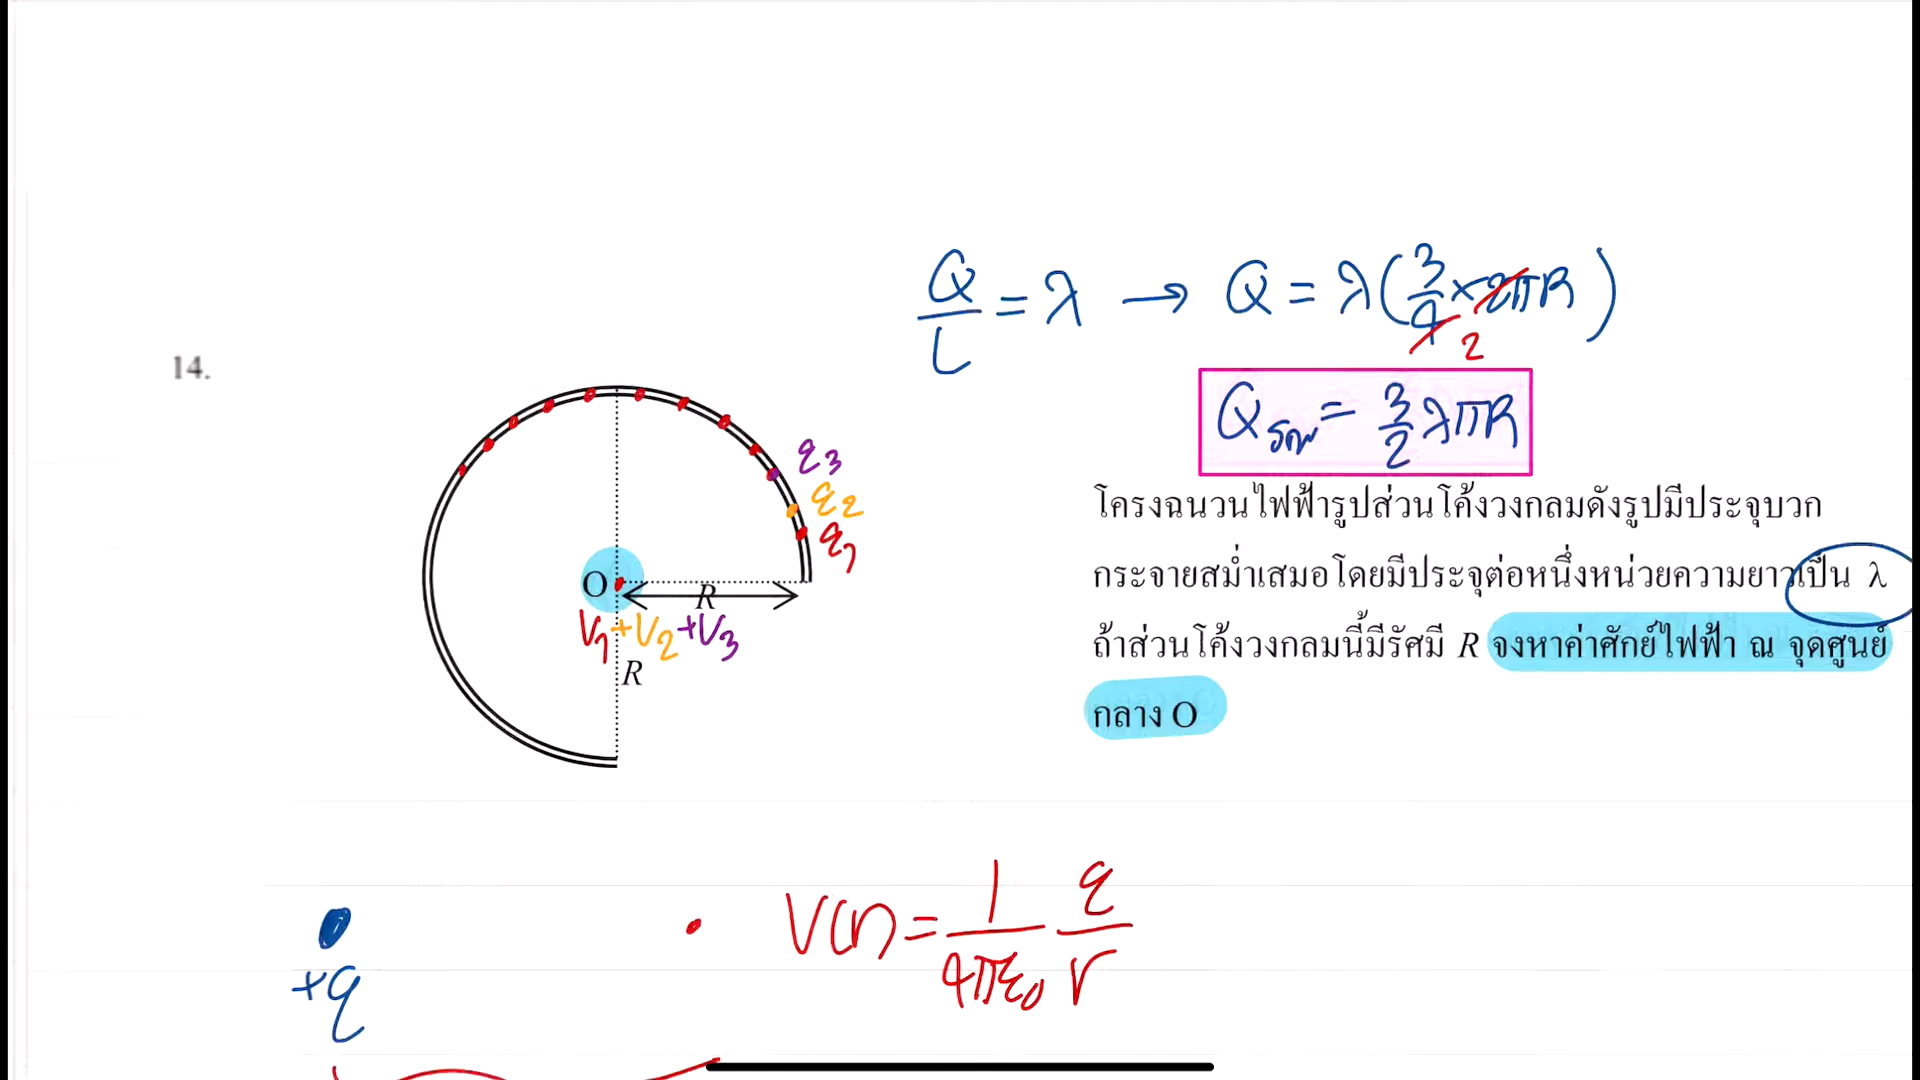 Q/L = λ → Q = λ(3/4 × 2πR)
2
14.
Qรวม = 3/2 λπR
q3
โครงฉนวนไฟฟ้ารูปส่วนโค้งวงกลมดังรูปมีประจุบวก
q2
q1
กระจายสม่ำเสมอโดยมีประจุต่อหนึ่งหน่วยความยาวเป็น λ
O
R
V1+V2+V3
ถ้าส่วนโค้งวงกลมนี้มีรัศมี R จงหาค่าศักย์ไฟฟ้า ณ จุดศูนย์
R
กลาง O
V(r) = 1/4πε0 q/r
+q